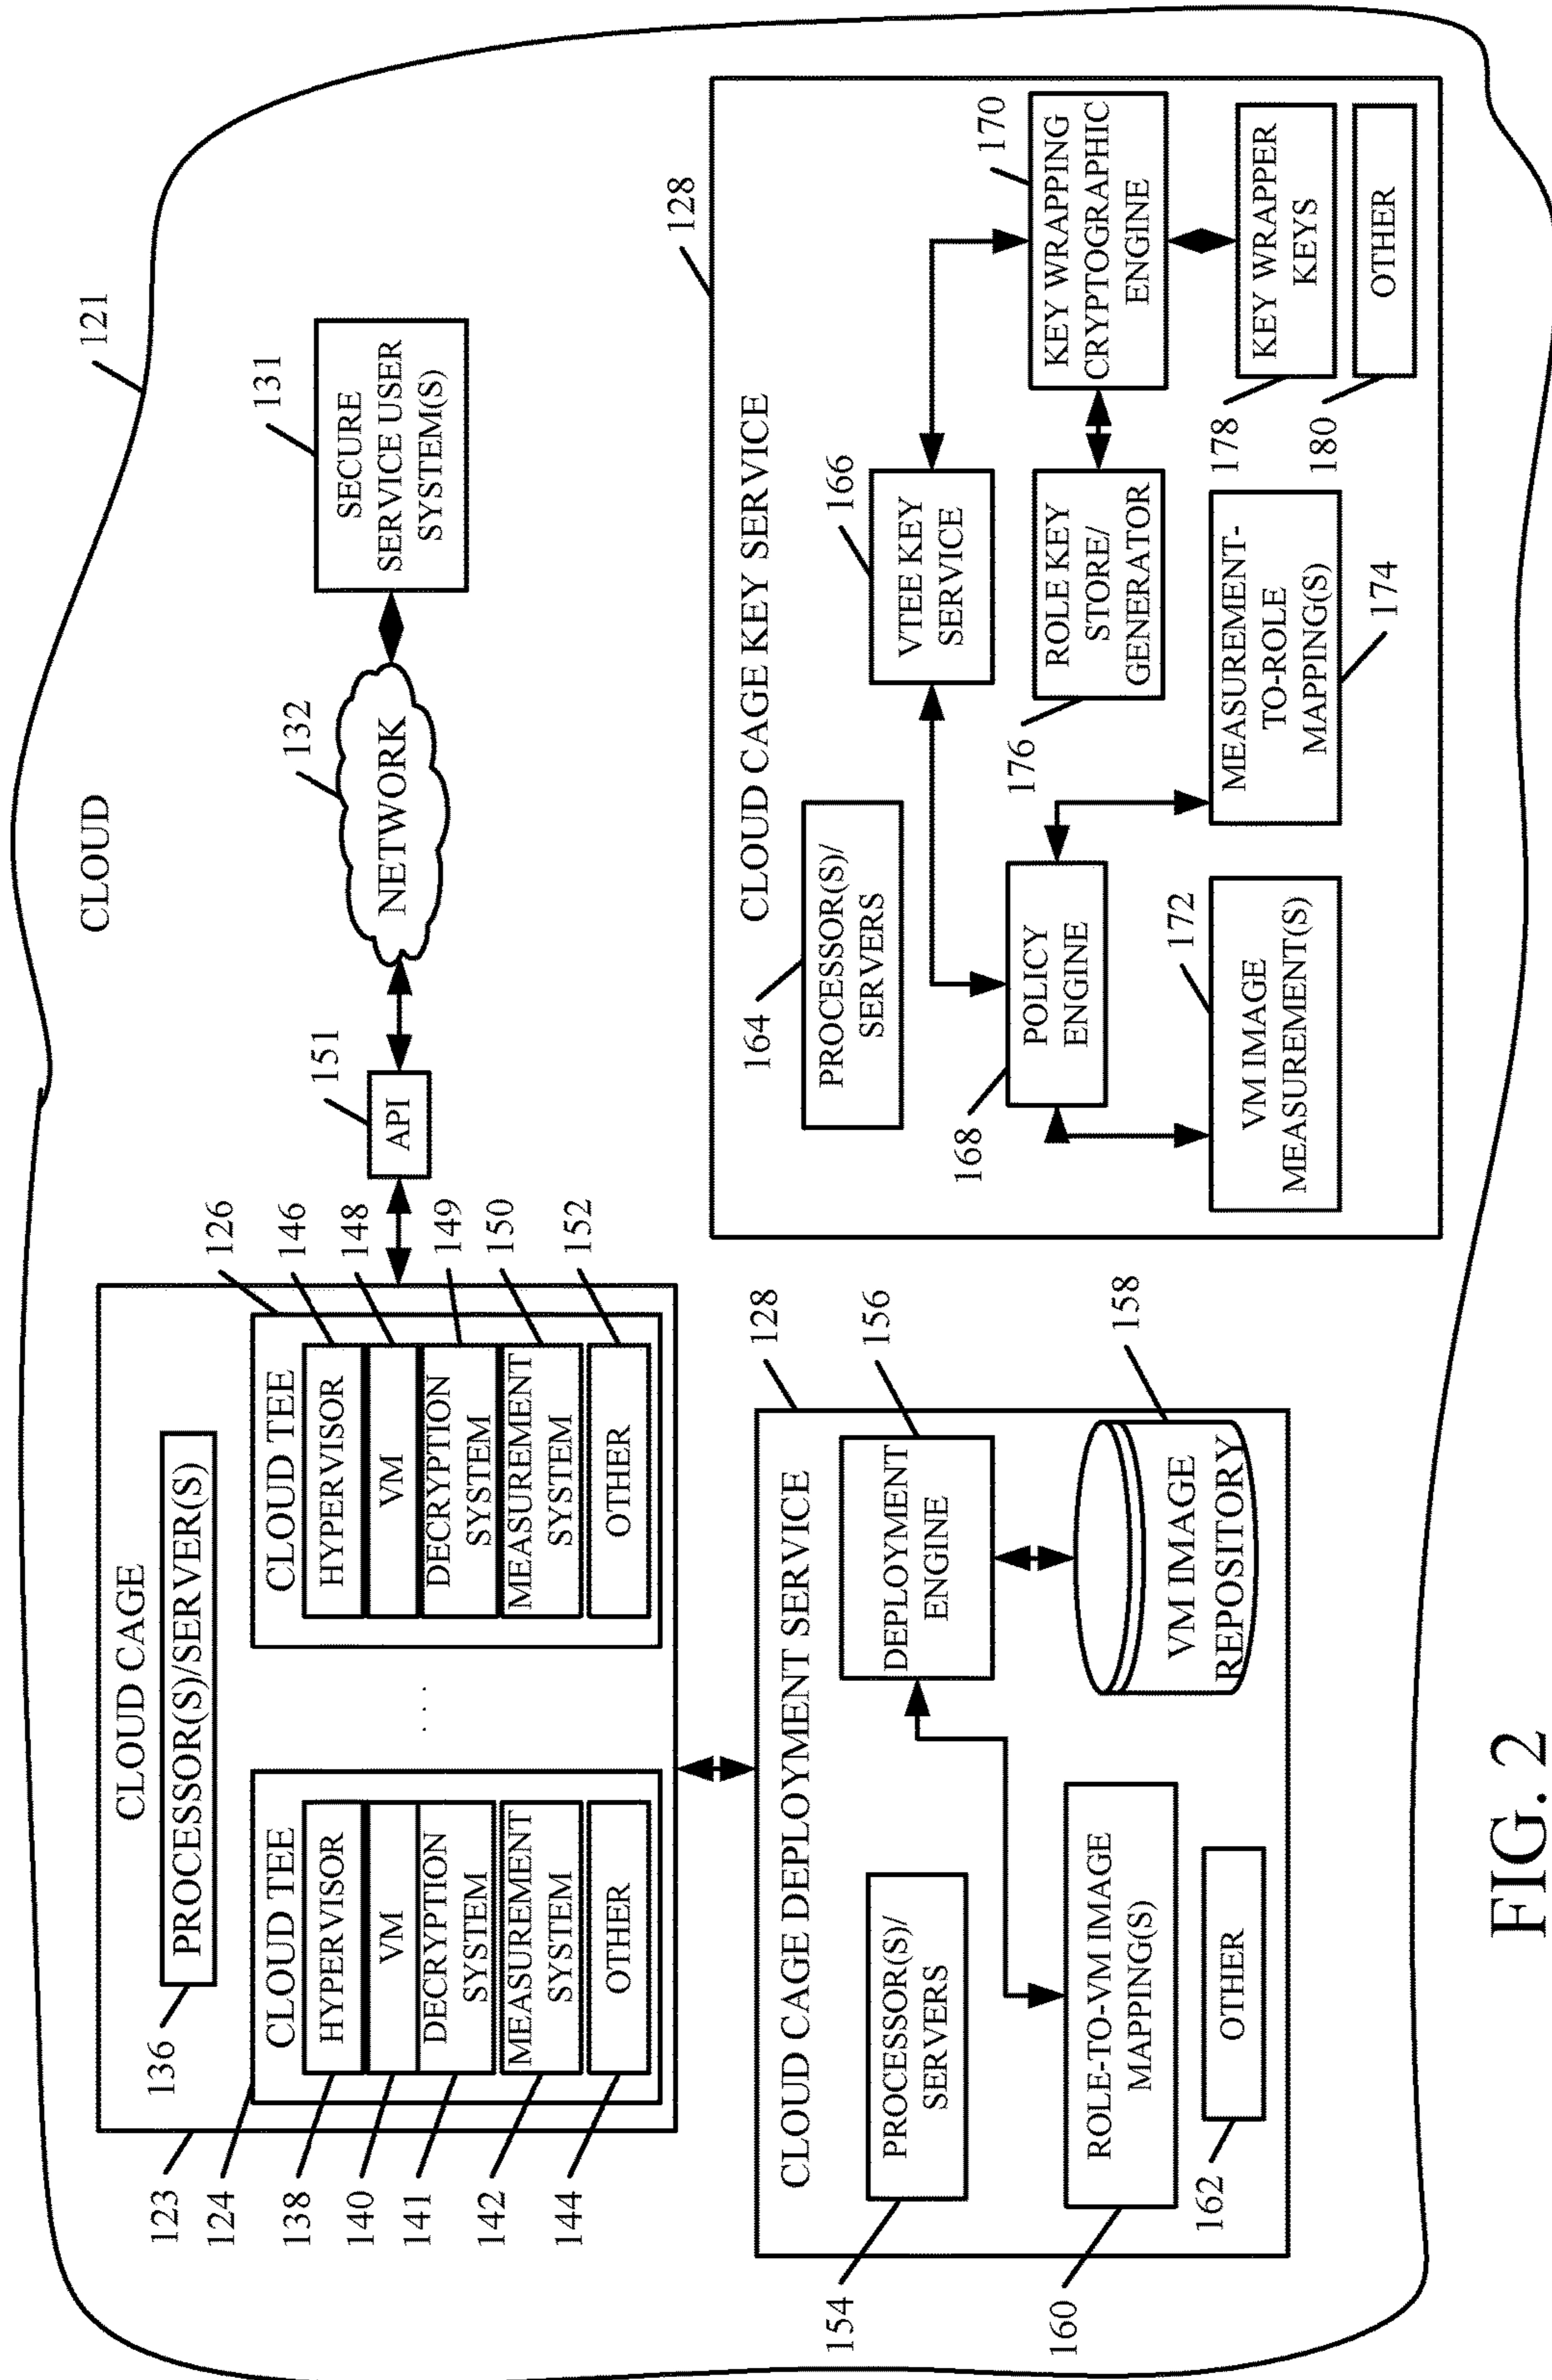 CLOUD
121
CLOUD CAGE
136
PROCESSOR(S)/SERVER(S)
123
124
CLOUD TEE
138
HYPERVISOR
140
VM
141
DECRYPTION
SYSTEM
142
MEASUREMENT
SYSTEM
144
OTHER
. . .
CLOUD TEE
126
HYPERVISOR
146
VM
148
DECRYPTION
SYSTEM
149
MEASUREMENT
SYSTEM
150
OTHER
152
API
151
NETWORK
132
SECURE
SERVICE USER
SYSTEM(S)
131
CLOUD CAGE DEPLOYMENT SERVICE
128
154
PROCESSOR(S)/
SERVERS
DEPLOYMENT
ENGINE
156
160
ROLE-TO-VM IMAGE
MAPPING(S)
VM IMAGE
REPOSITORY
158
162
OTHER
CLOUD CAGE KEY SERVICE
128
164
PROCESSOR(S)/
SERVERS
VTEE KEY
SERVICE
166
168
POLICY
ENGINE
176
ROLE KEY
STORE/
GENERATOR
KEY WRAPPING
CRYPTOGRAPHIC
ENGINE
170
VM IMAGE
MEASUREMENT(S)
172
MEASUREMENT-
TO-ROLE
MAPPING(S)
174
178
KEY WRAPPER
KEYS
180
OTHER
FIG. 2